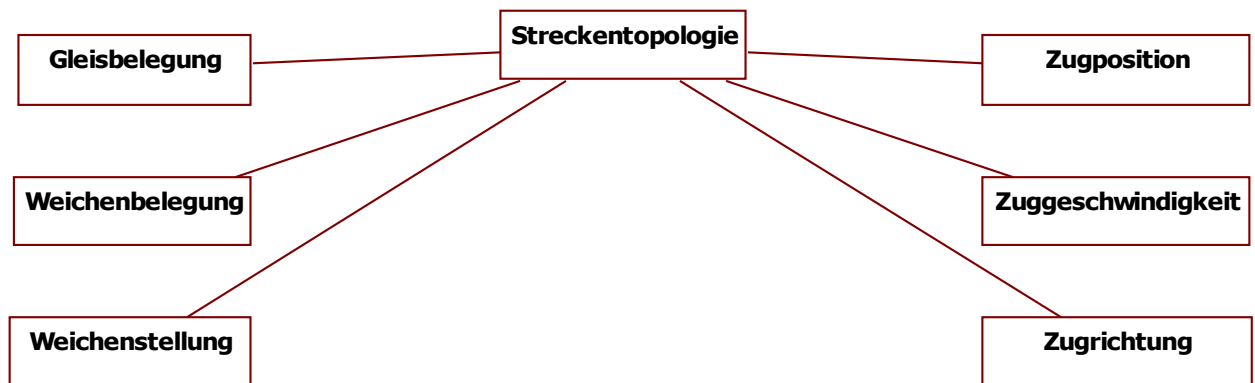 Streckentopologie
Gleisbelegung
Zugposition
Weichenbelegung
Zuggeschwindigkeit
Weichenstellung
Zugrichtung